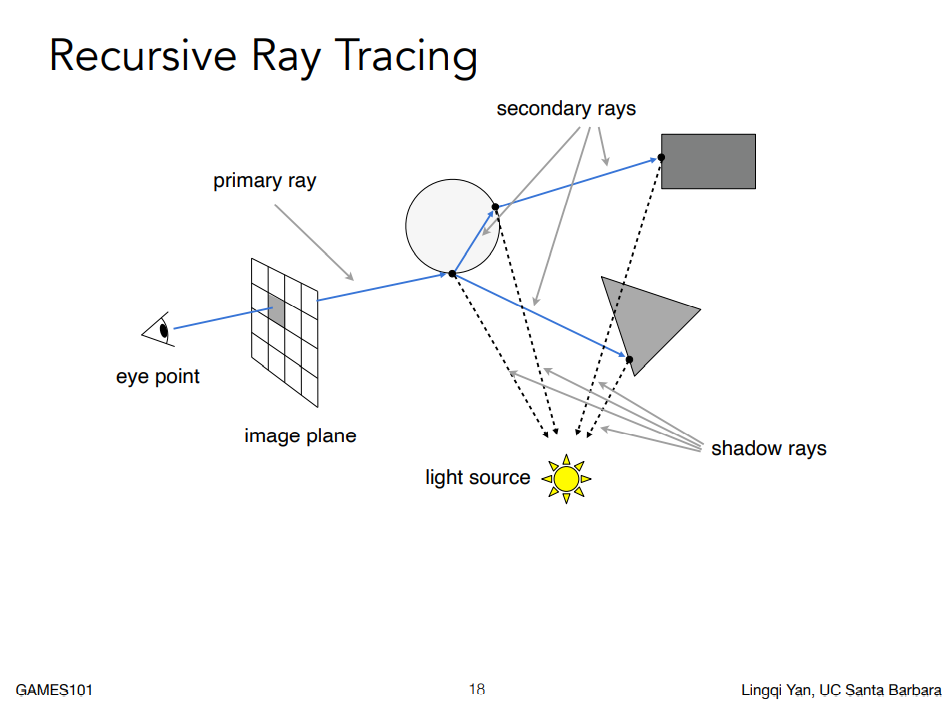 Recursive Ray Tracing
secondary rays
primary ray
eye point
image plane
shadow rays
light source
GAMES101
18
Lingqi Yan, UC Santa Barbara